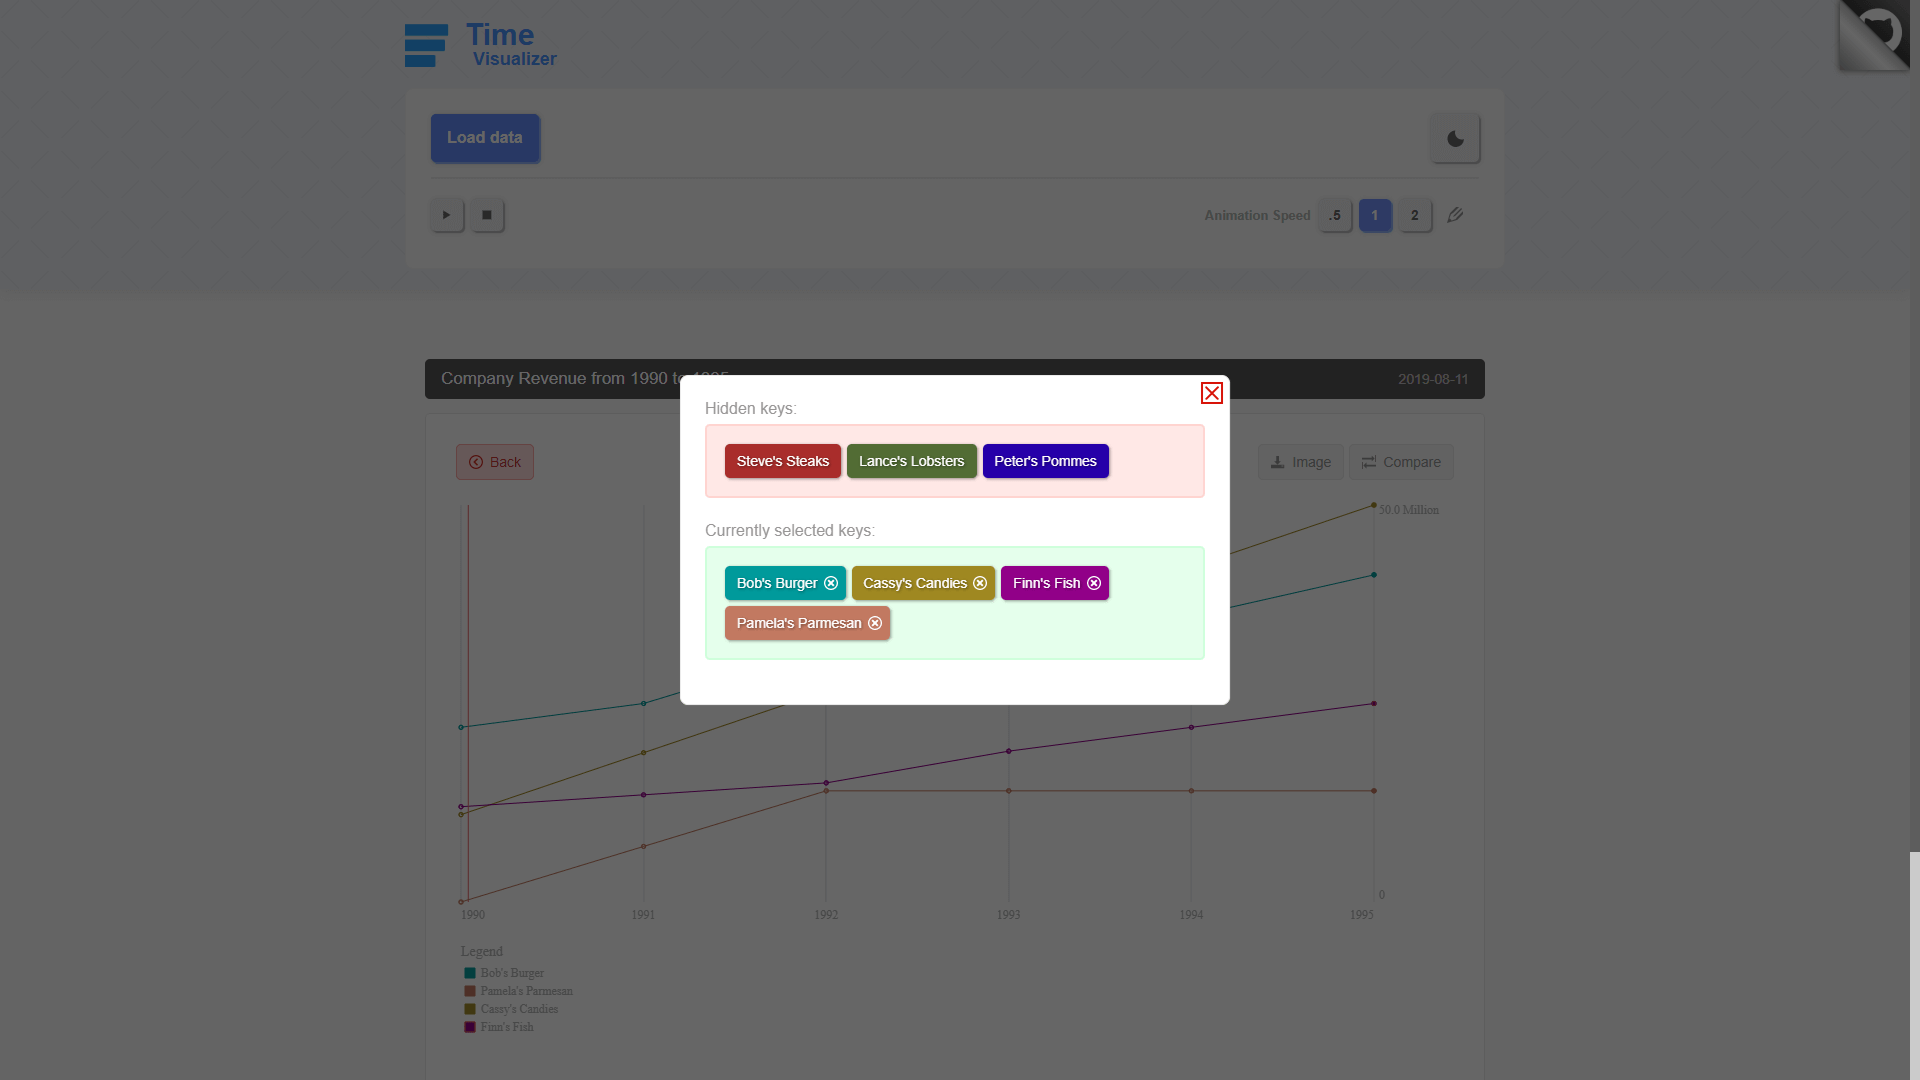 Time
Visualizer
Load data
Animation Speed .5 1 2
Company Revenue from 1990 to 1995
2019-08-11
Hidden keys:
Back
Steve's Steaks Lance's Lobsters Peter's Pommes
Image Compare
50.0 Million
Currently selected keys:
Bob's Burger Cassy's Candies Finn's Fish
Pamela's Parmesan
0
1990 1991 1992 1993 1994 1995
Legend
Bob's Burger
Pamela's Parmesan
Cassy's Candies
Finn's Fish